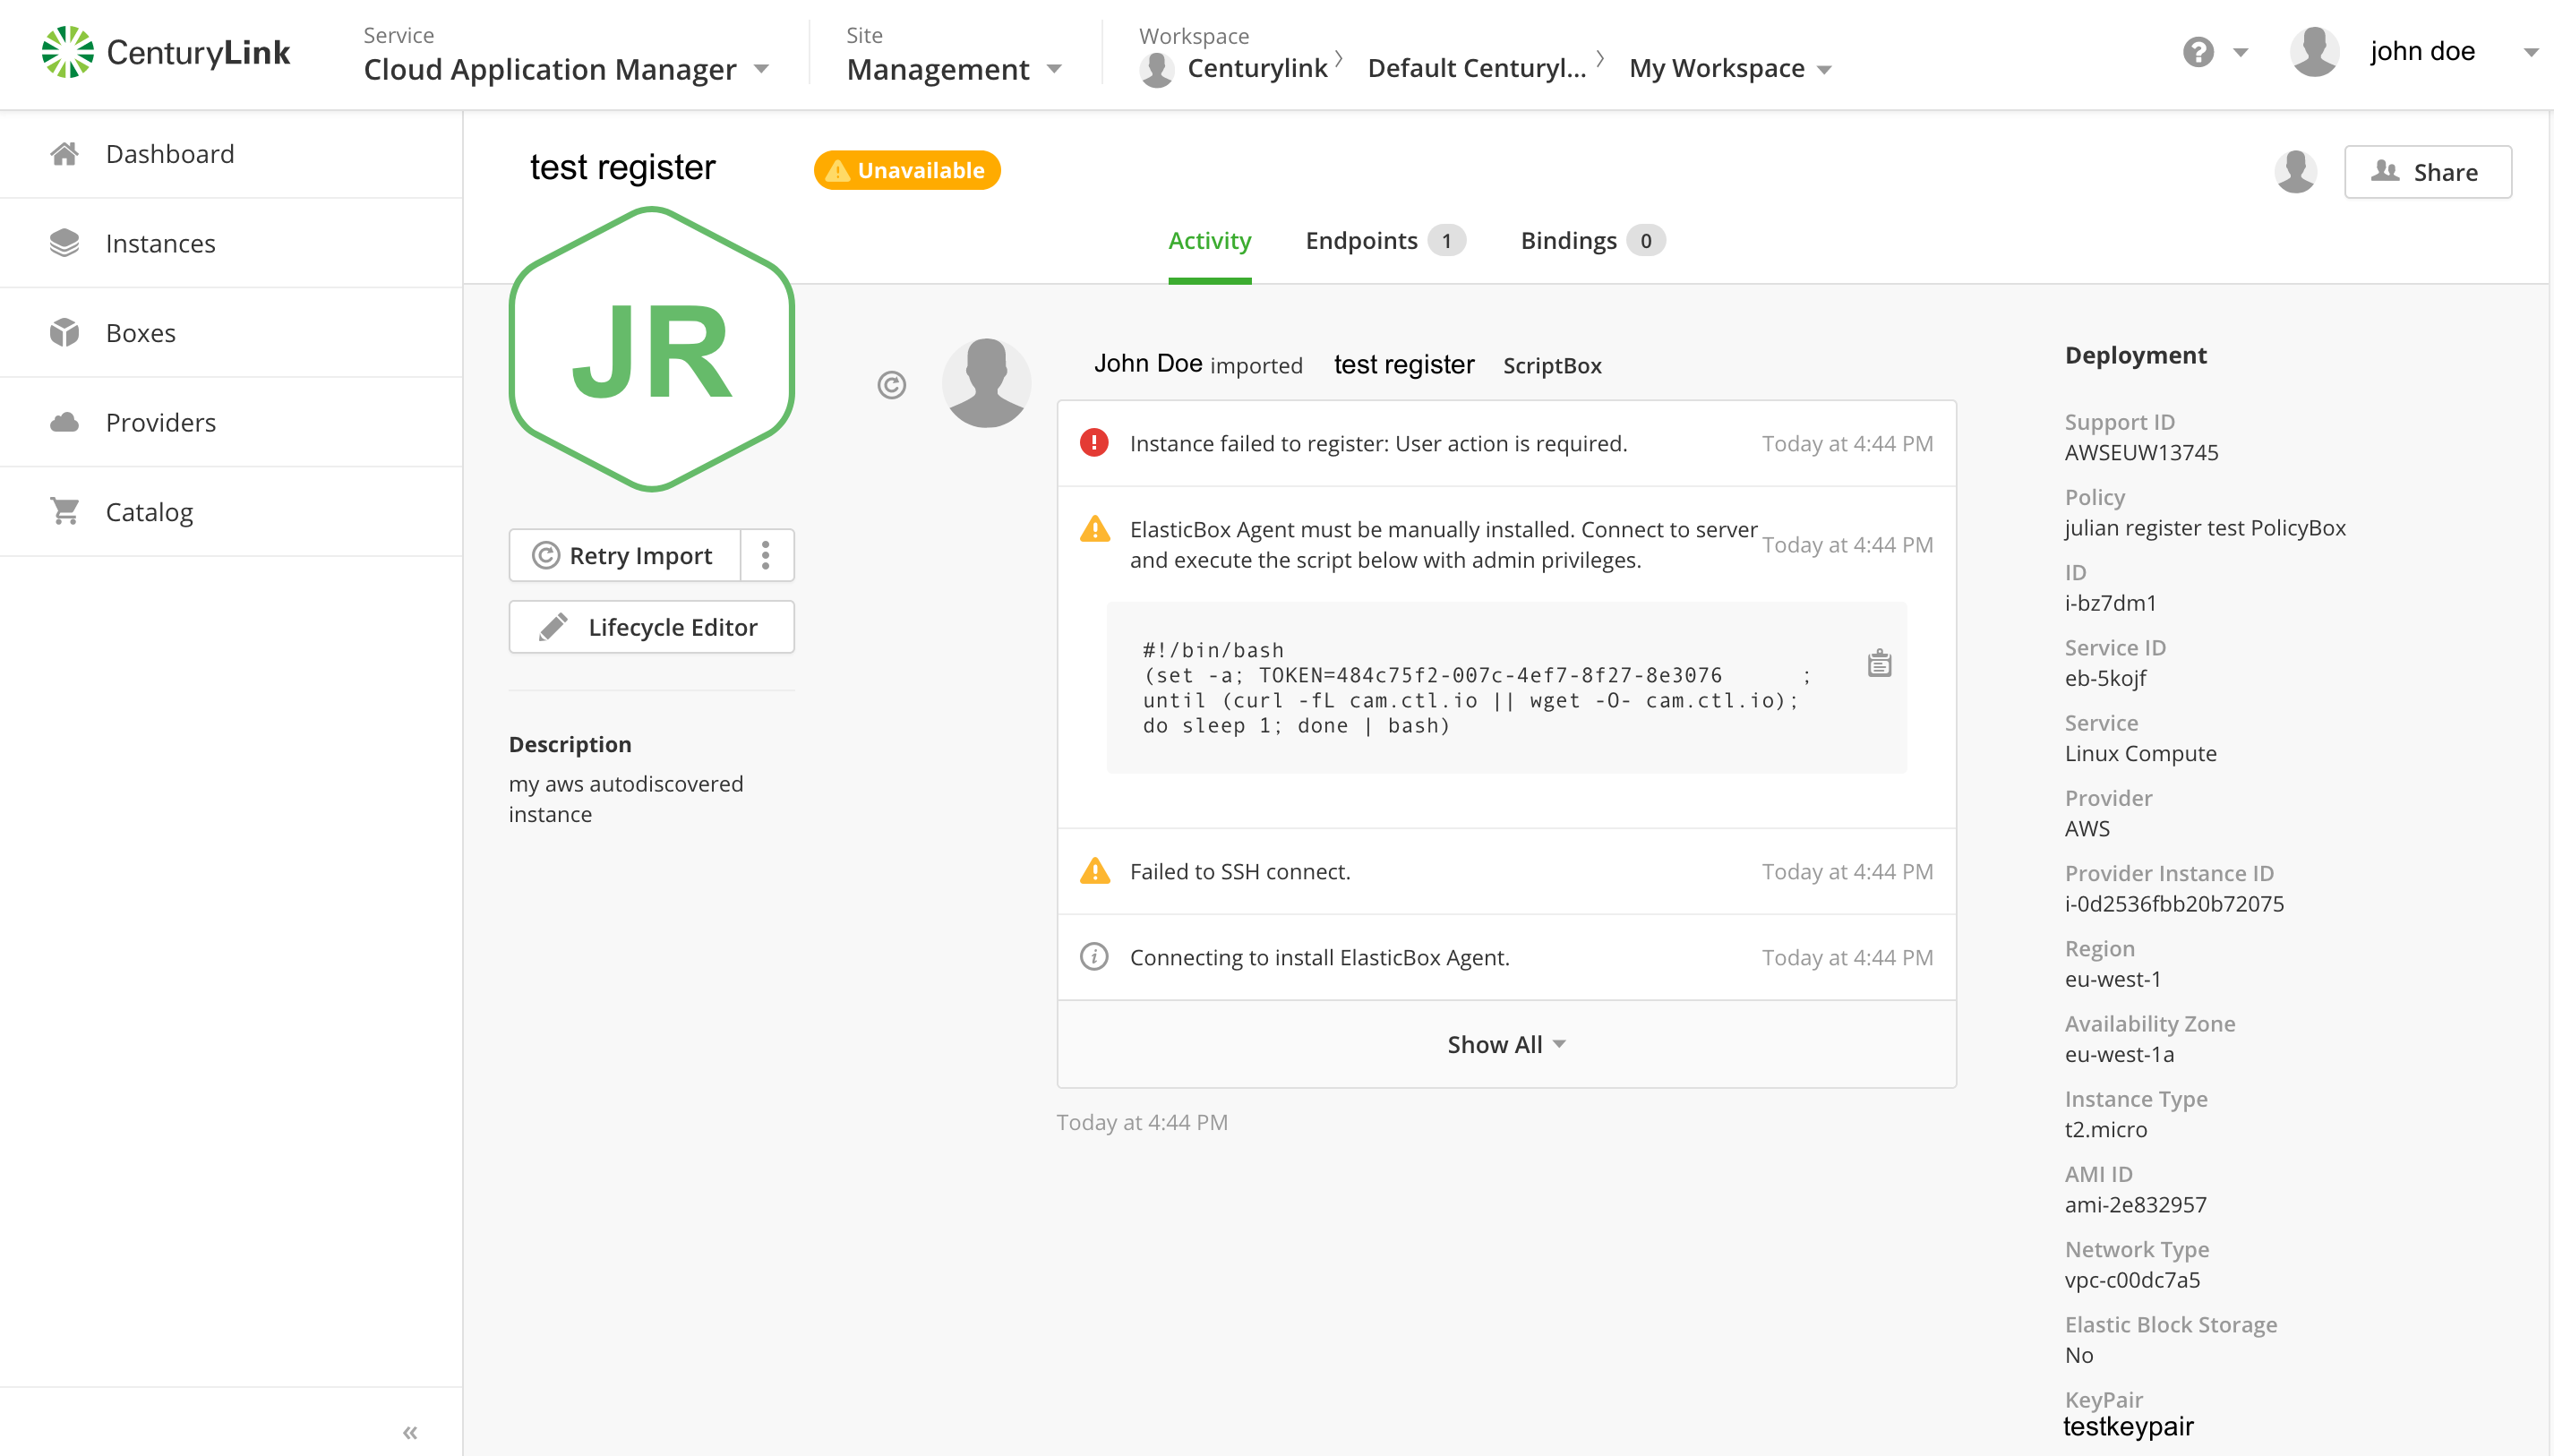 CenturyLink
Service
Cloud Application Manager
Site
Management
Workspace
Centurylink
Default Centuryl...
My Workspace
?
john doe
Dashboard
Instances
Boxes
Providers
Catalog
«
test register
Unavailable
Share
Activity
Endpoints 1
Bindings 0
JR
Retry Import
Lifecycle Editor
Description
my aws autodiscovered
instance
John Doe imported test register ScriptBox
Instance failed to register: User action is required.
Today at 4:44 PM
ElasticBox Agent must be manually installed. Connect to server
and execute the script below with admin privileges.
Today at 4:44 PM
#!/bin/bash
(set -a; TOKEN=484c75f2-007c-4ef7-8f27-8e3076 ;
until (curl -fL cam.ctl.io || wget -O- cam.ctl.io);
do sleep 1; done | bash)
Failed to SSH connect.
Today at 4:44 PM
Connecting to install ElasticBox Agent.
Today at 4:44 PM
Show All
Today at 4:44 PM
Deployment
Support ID
AWSEUW13745
Policy
julian register test PolicyBox
ID
i-bz7dm1
Service ID
eb-5kojf
Service
Linux Compute
Provider
AWS
Provider Instance ID
i-0d2536fbb20b72075
Region
eu-west-1
Availability Zone
eu-west-1a
Instance Type
t2.micro
AMI ID
ami-2e832957
Network Type
vpc-c00dc7a5
Elastic Block Storage
No
KeyPair
testkeypair